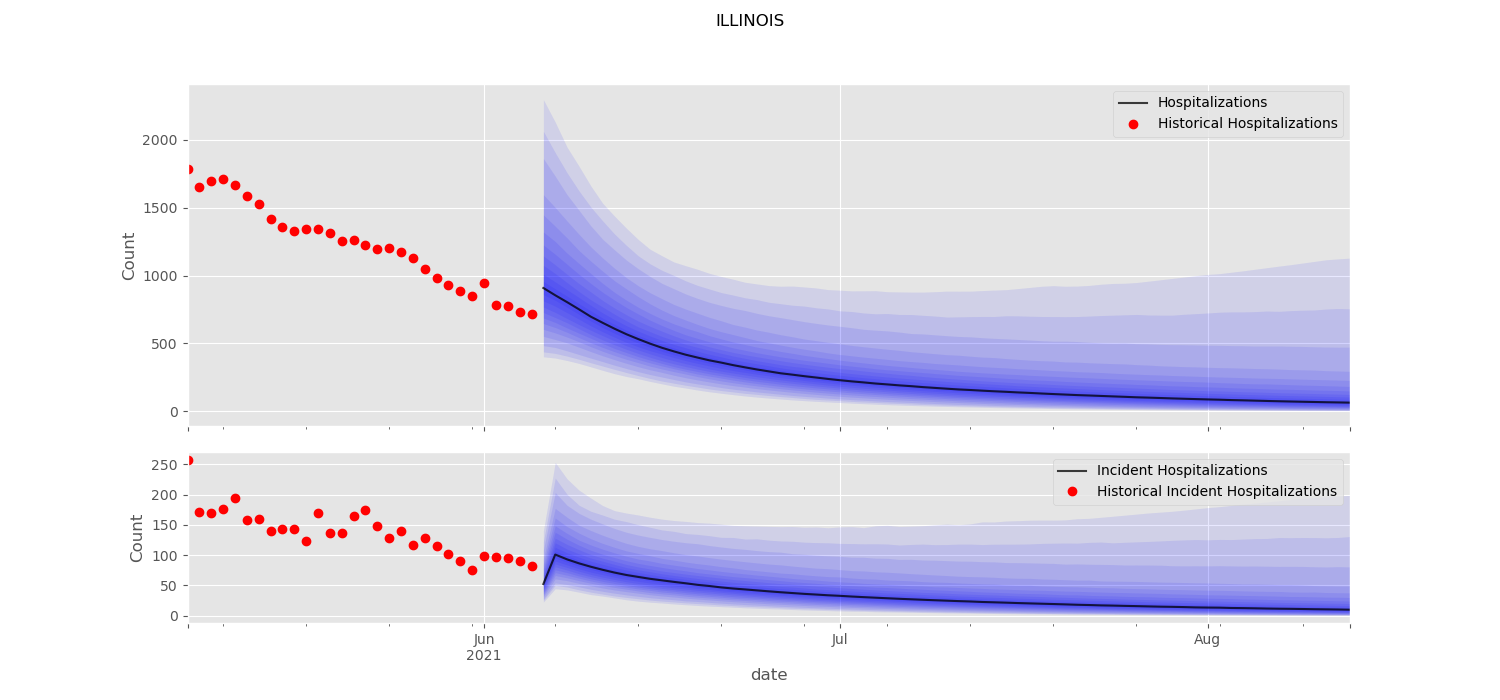 ILLINOIS
Hospitalizations
Historical Hospitalizations
2000
1500
1000
500
0
Count
Incident Hospitalizations
Historical Incident Hospitalizations
250
200
150
100
50
0
Count
Jun
2021
Jul
Aug
date